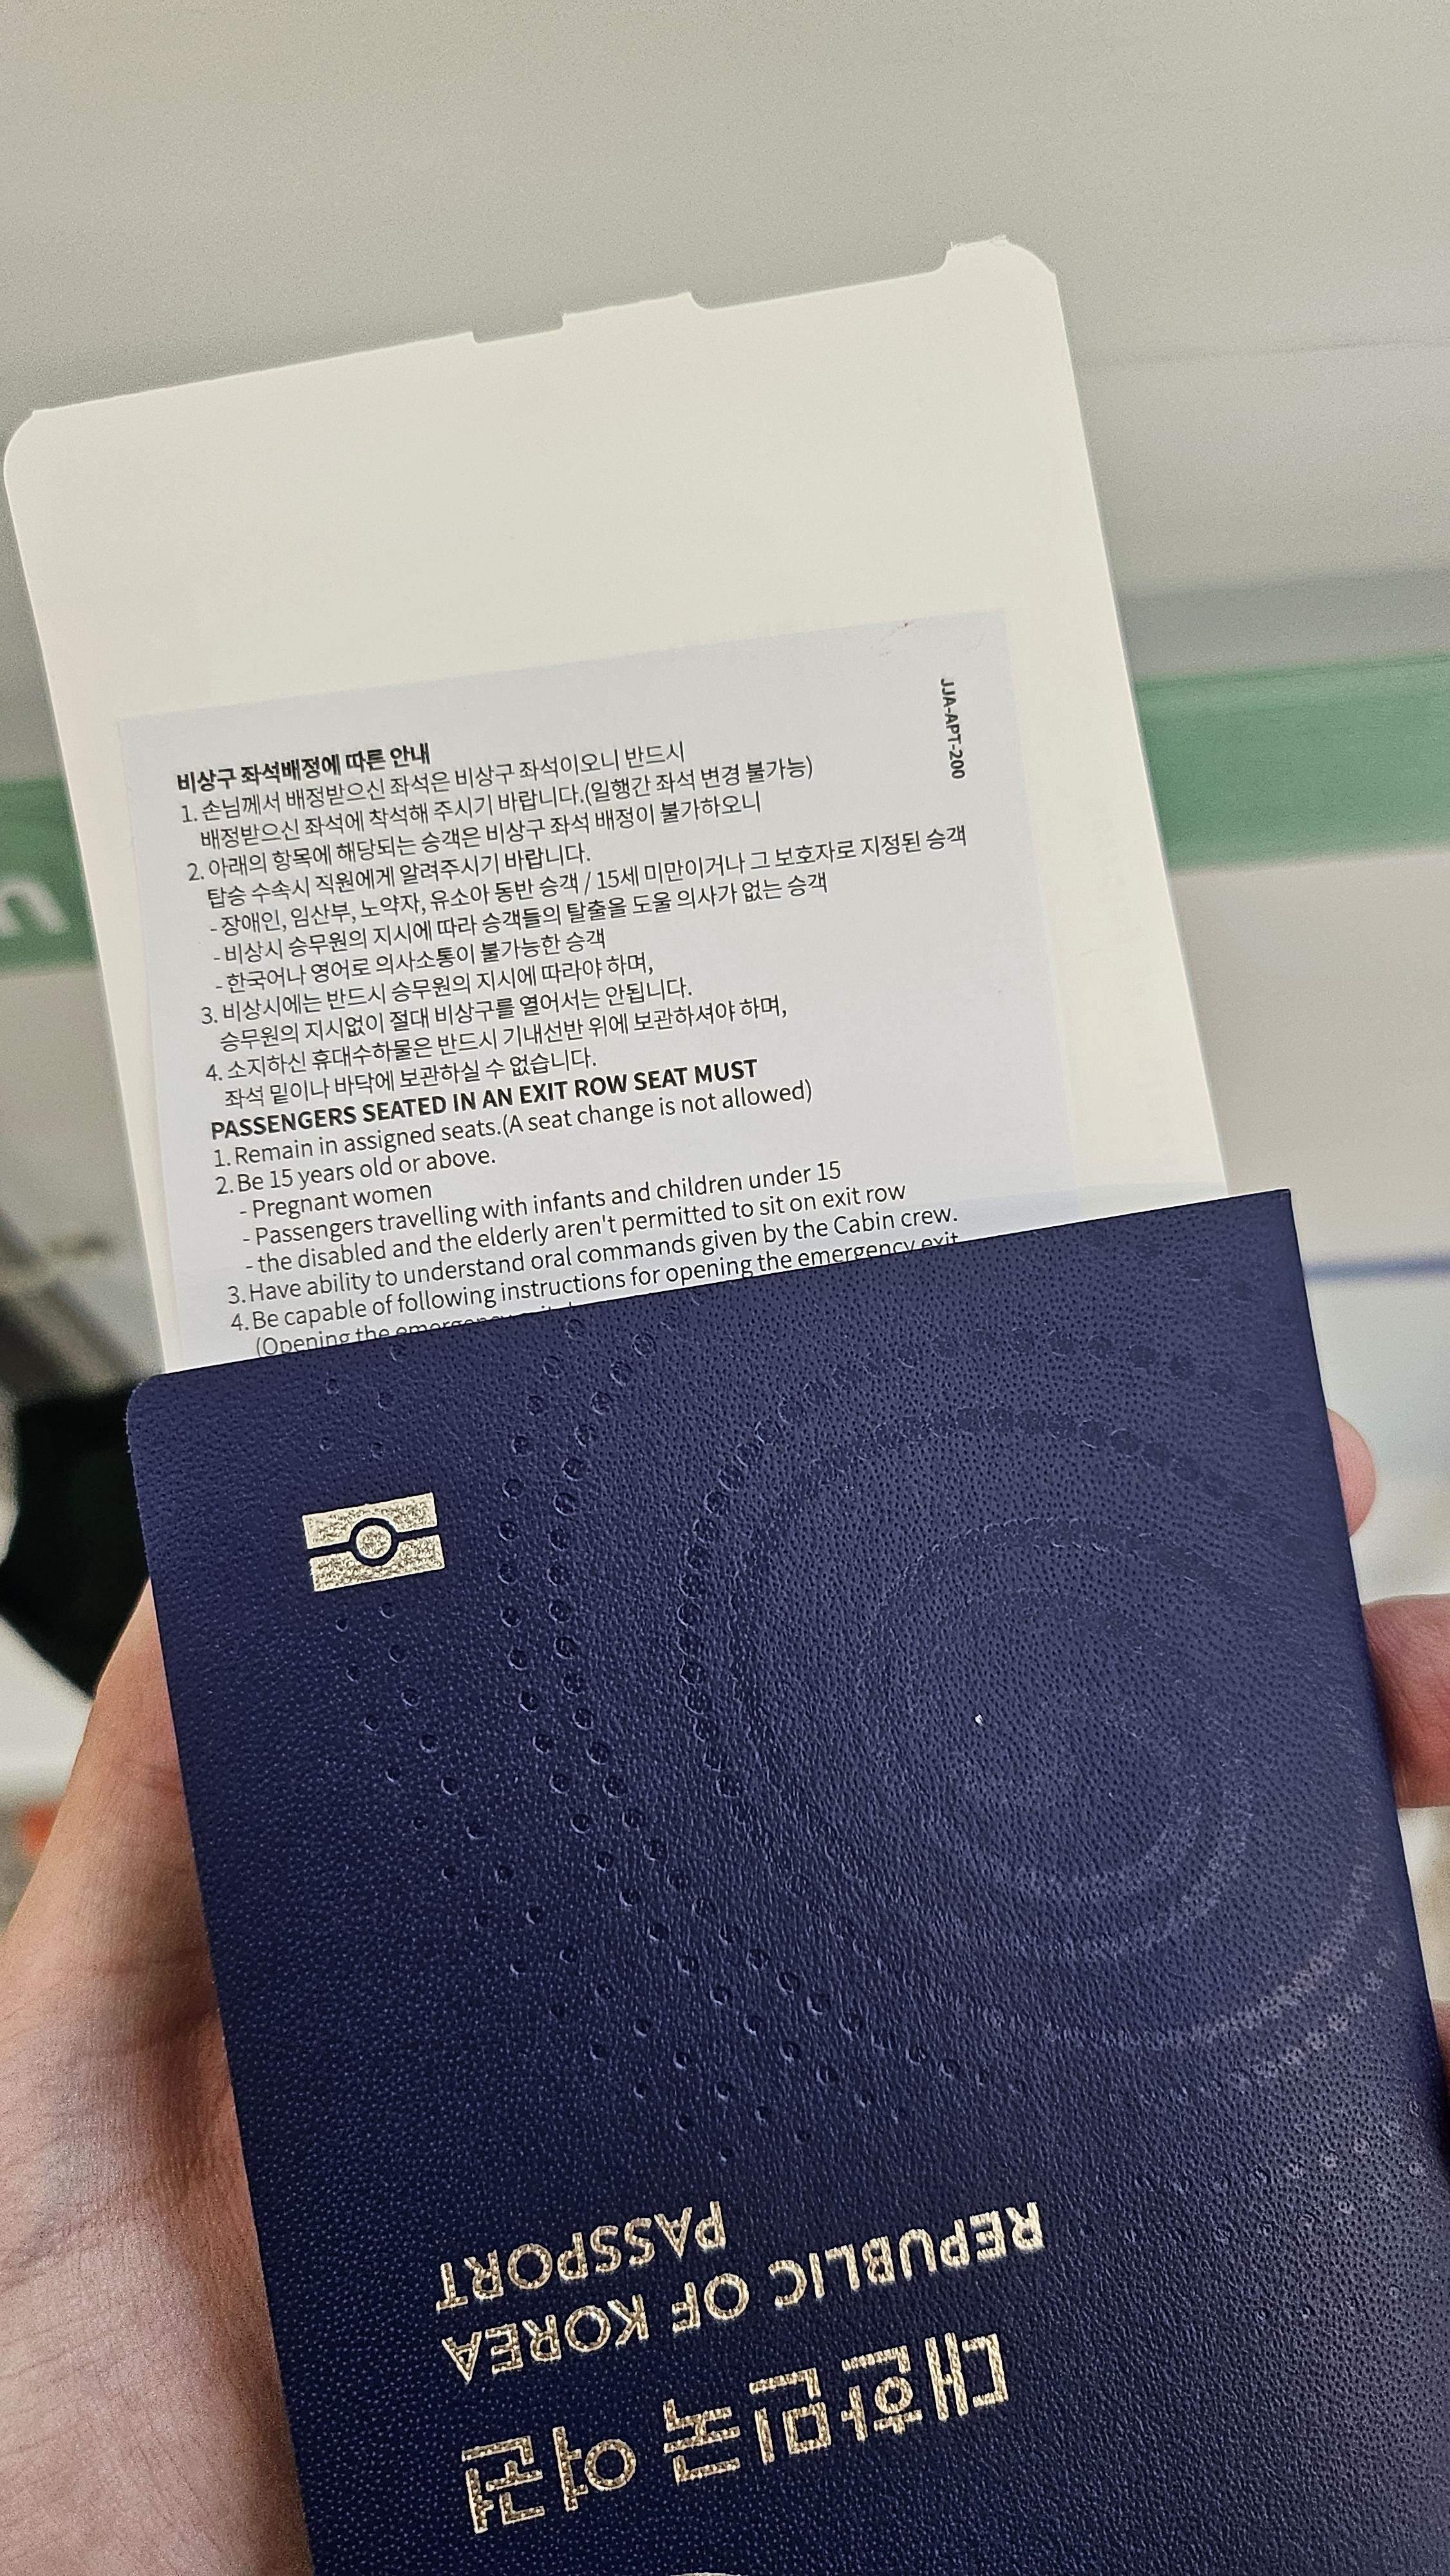 JJA-APT-200
비상구 좌석배정에 따른 안내
1. 손님께서 배정받으신 좌석은 비상구 좌석이오니 반드시
배정받으신 좌석에 착석해 주시기 바랍니다.(일행간 좌석 변경 불가능)
2. 아래의 항목에 해당되는 승객은 비상구 좌석 배정이 불가하오니
탑승 수속시 직원에게 알려주시기 바랍니다.
- 장애인, 임산부, 노약자, 유소아 동반 승객 / 15세 미만이거나 그 보호자로 지정된 승객
- 비상시 승무원의 지시에 따라 승객들의 탈출을 도울 의사가 없는 승객
- 한국어나 영어로 의사소통이 불가능한 승객
3. 비상시에는 반드시 승무원의 지시에 따라야 하며,
승무원의 지시없이 절대 비상구를 열어서는 안됩니다.
4. 소지하신 휴대수하물은 반드시 기내선반 위에 보관하셔야 하며,
좌석 밑이나 바닥에 보관하실 수 없습니다.
PASSENGERS SEATED IN AN EXIT ROW SEAT MUST
1. Remain in assigned seats.(A seat change is not allowed)
2. Be 15 years old or above.
- Pregnant women
- Passengers travelling with infants and children under 15
- the disabled and the elderly aren't permitted to sit on exit row
3. Have ability to understand oral commands given by the Cabin crew.
4. Be capable of following instructions for opening the emergency exit
(Opening the emergency
대한민국 여권
REPUBLIC OF KOREA
PASSPORT